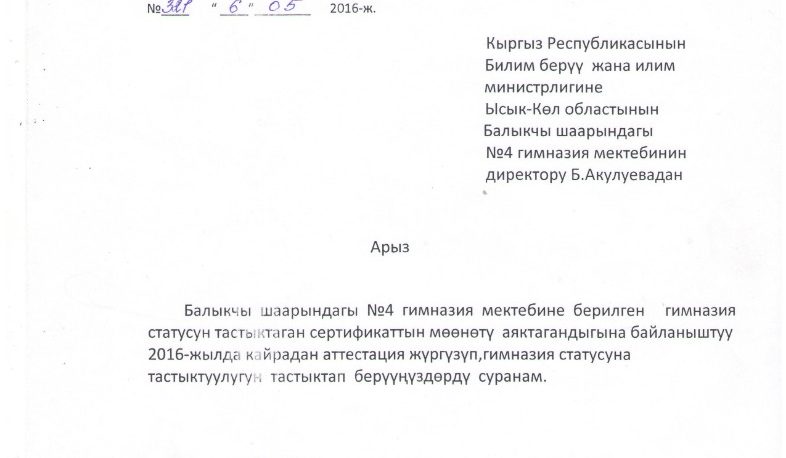 №321 " 6 " 05 2016-ж.
Кыргыз Республикасынын
Билим берүү жана илим
министрлигине
Ысык-Көл областынын
Балыкчы шаарындагы
№4 гимназия мектебинин
директору Б.Акулуевадан
Арыз
Балыкчы шаарындагы №4 гимназия мектебине берилген гимназия
статусун тастыктаган сертификаттын мөөнөтү аяктагандыгына байланыштуу
2016-жылда кайрадан аттестация жүргүзүп,гимназия статусуна
тастыктуулугун тастыктап берүүңүздөрдү суранам.